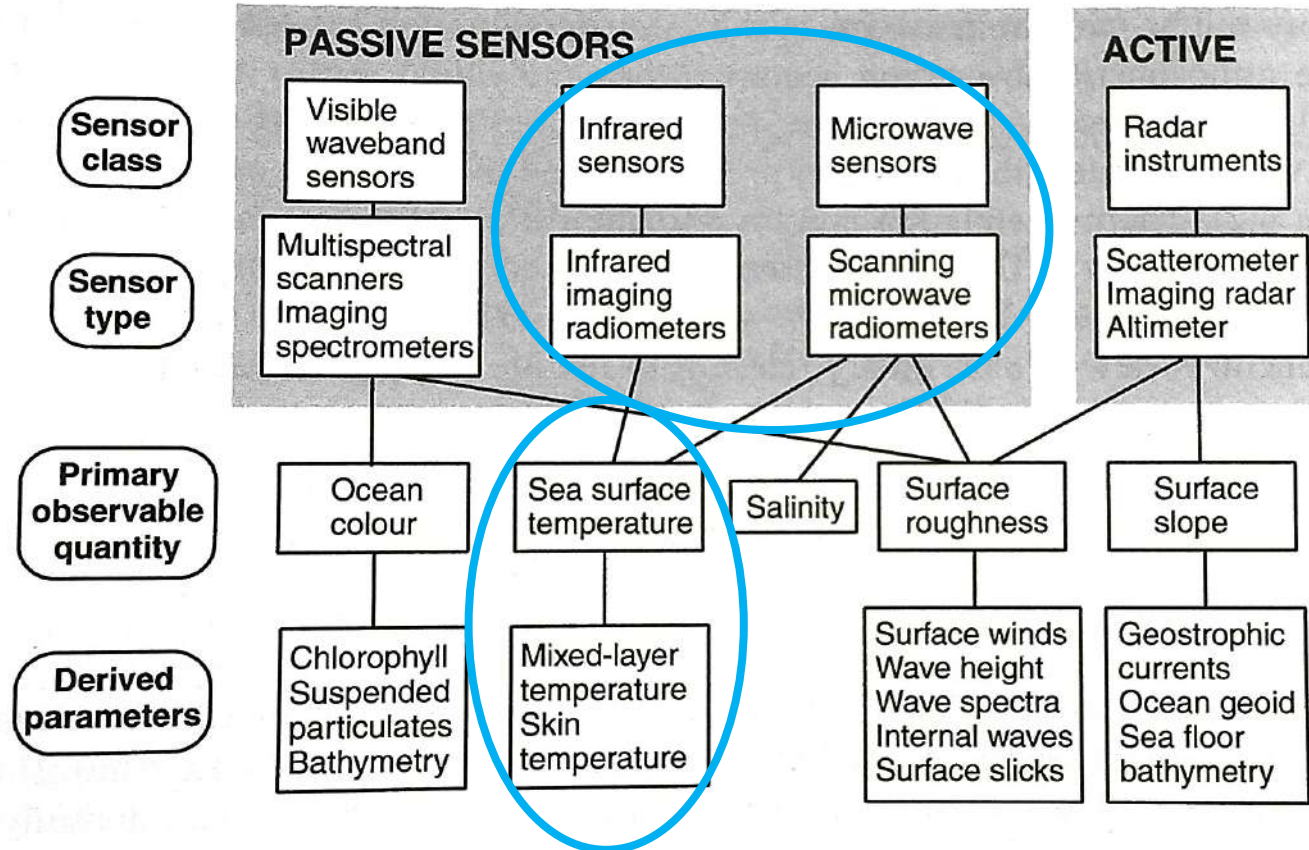 PASSIVE SENSORS
ACTIVE
Sensor
class
Visible
waveband
sensors
Infrared
sensors
Microwave
sensors
Radar
instruments
Sensor
type
Multispectral
scanners
Imaging
spectrometers
Infrared
imaging
radiometers
Scanning
microwave
radiometers
Scatterometer
Imaging radar
Altimeter
Primary
observable
quantity
Ocean
colour
Sea surface
temperature
Salinity
Surface
roughness
Surface
slope
Derived
parameters
Chlorophyll
Suspended
particulates
Bathymetry
Mixed-layer
temperature
Skin
temperature
Surface winds
Wave height
Wave spectra
Internal waves
Surface slicks
Geostrophic
currents
Ocean geoid
Sea floor
bathymetry